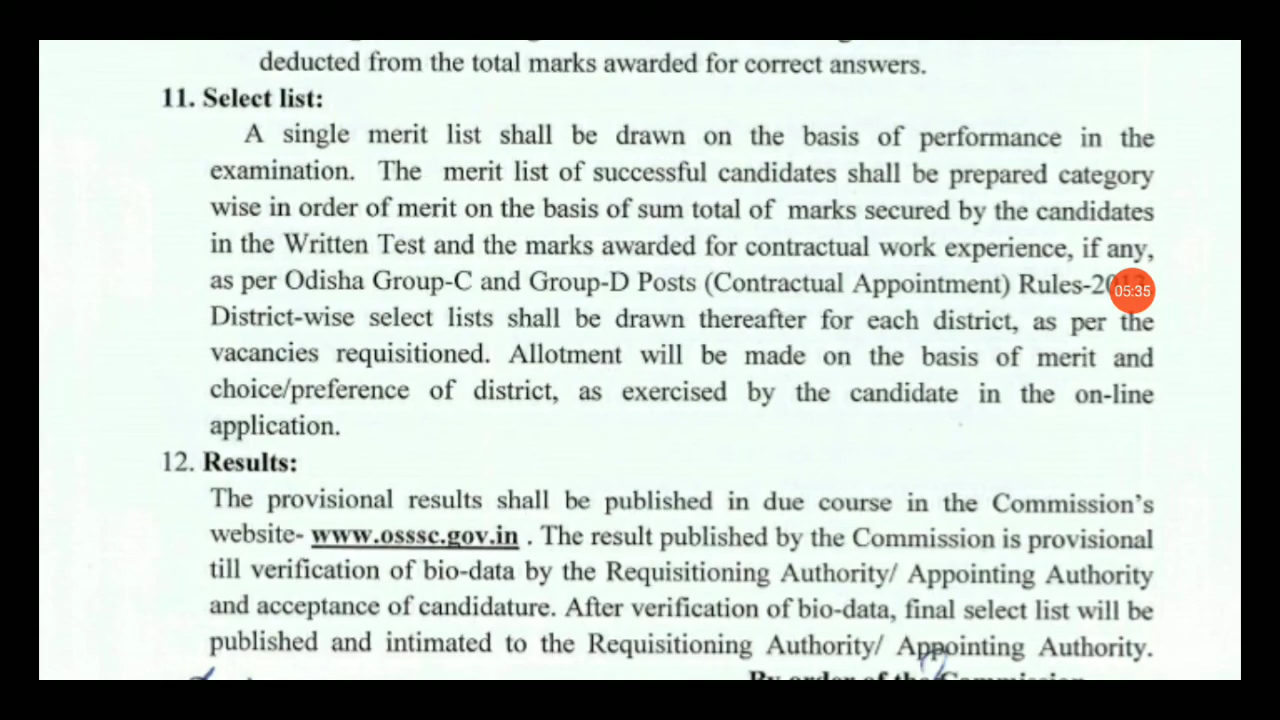 deducted from the total marks awarded for correct answers.
11. Select list:
A single merit list shall be drawn on the basis of performance in the
examination. The merit list of successful candidates shall be prepared category
wise in order of merit on the basis of sum total of marks secured by the candidates
in the Written Test and the marks awarded for contractual work experience, if any,
as per Odisha Group-C and Group-D Posts (Contractual Appointment)
05:35
District-wise select lists shall be drawn thereafter for each district, as per the
vacancies requisitioned. Allotment will be made on the basis of merit and
choice/preference of district, as exercised by the candidate in the on-line
application.
12. Results:
The provisional results shall be published in due course in the Commission's
website- www.osssc.gov.in . The result published by the Commission is provisional
till verification of bio-data by the Requisitioning Authority/ Appointing Authority
and acceptance of candidature. After verification of bio-data, final select list will be
published and intimated to the Requisitioning Authority/ Appointing Authority.
By order of the Commission